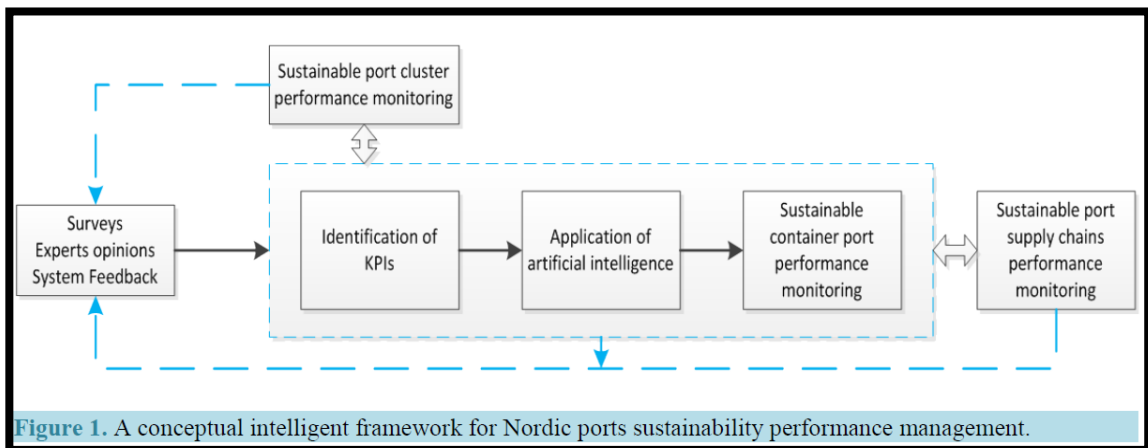 Sustainable port cluster
performance monitoring
Surveys
Experts opinions
System Feedback
Identification of
KPIs
Application of
artificial intelligence
Sustainable
container port
performance
monitoring
Sustainable port
supply chains
performance
monitoring
Figure 1. A conceptual intelligent framework for Nordic ports sustainability performance management.